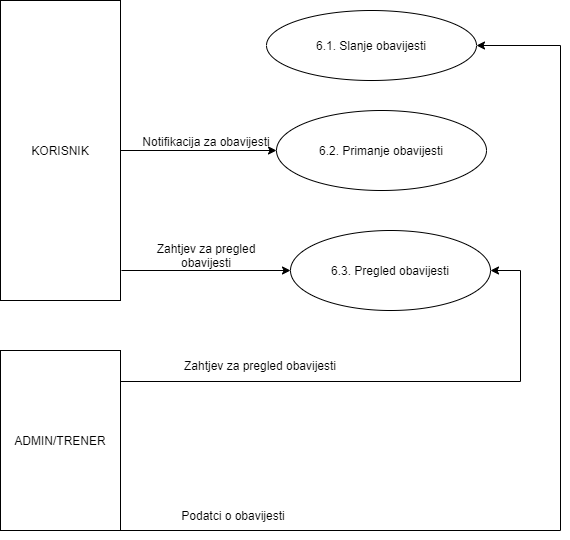 6.1. Slanje obavijesti
Notifikacija za obavijesti
KORISNIK
6.2. Primanje obavijesti
Zahtjev za pregled
obavijesti
6.3. Pregled obavijesti
Zahtjev za pregled obavijesti
ADMIN/TRENER
Podatci o obavijesti